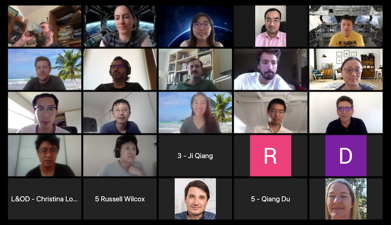 3 - Ji Qiang
R
D
L&OD - Christina Lo...
5 Russell Wilcox
5 - Qiang Du